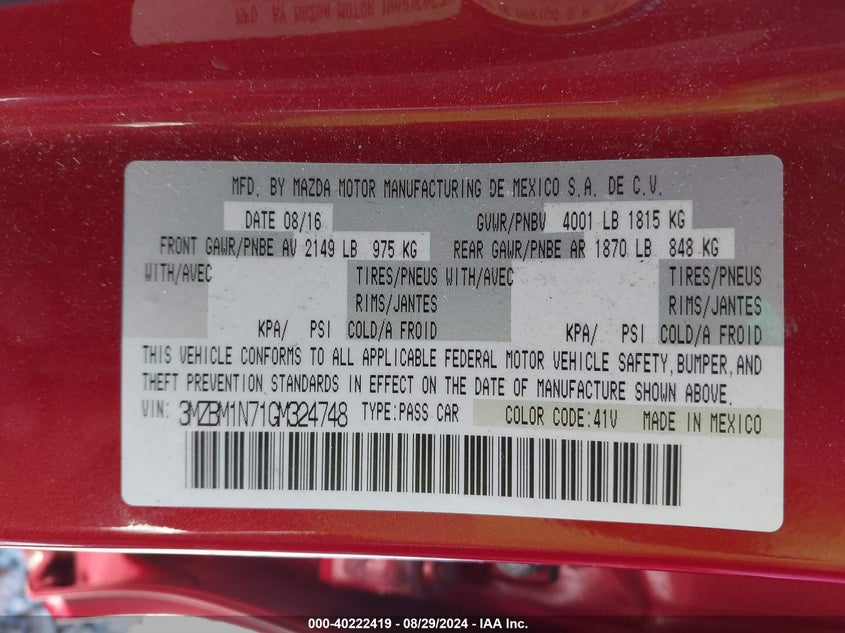 MFD. BY MAZDA MOTOR MANUFACTURING DE MEXICO S.A. DE C.V.
DATE 08/16 GVWR/PNBV 4001 LB 1815 KG
FRONT GAWR/PNBE AV 2149 LB 975 KG REAR GAWR/PNBE AR 1870 LB 848 KG
WITH/AVEC TIRES/PNEUS WITH/AVEC TIRES/PNEUS
RIMS/JANTES RIMS/JANTES
KPA/ PSI COLD/A FROID KPA/ PSI COLD/A FROID
THIS VEHICLE CONFORMS TO ALL APPLICABLE FEDERAL MOTOR VEHICLE SAFETY,BUMPER,AND
THEFT PREVENTION STANDARDS IN EFFECT ON THE DATE OF MANUFACTURE SHOWN ABOVE.
VIN: 3MZBM1N71GM324748 TYPE:PASS CAR COLOR CODE:41V MADE IN MEXICO
000-40222419 - 08/29/2024 - IAA Inc.